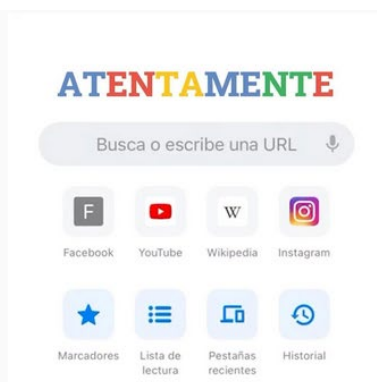 ATENTAMENTE
Busca o escribe una URL
F
W
Facebook YouTube Wikipedia Instagram
Marcadores Lista de lectura Pestañas recientes Historial